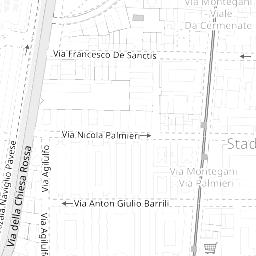 Via Montegani
Viale
Da Cermenate
Via Francesco De Sanctis
Via Nicola Palmieri
Stad
Via Montegani
Via Palmieri
Via Anton Giulio Barrili
Via Agilulfo
Via Agilulfo
Via della Chiesa Rossa
Naviglio Pavese